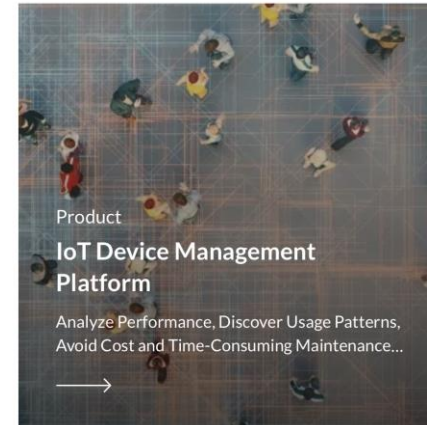 Product
IoT Device Management
Platform
Analyze Performance, Discover Usage Patterns,
Avoid Cost and Time-Consuming Maintenance...